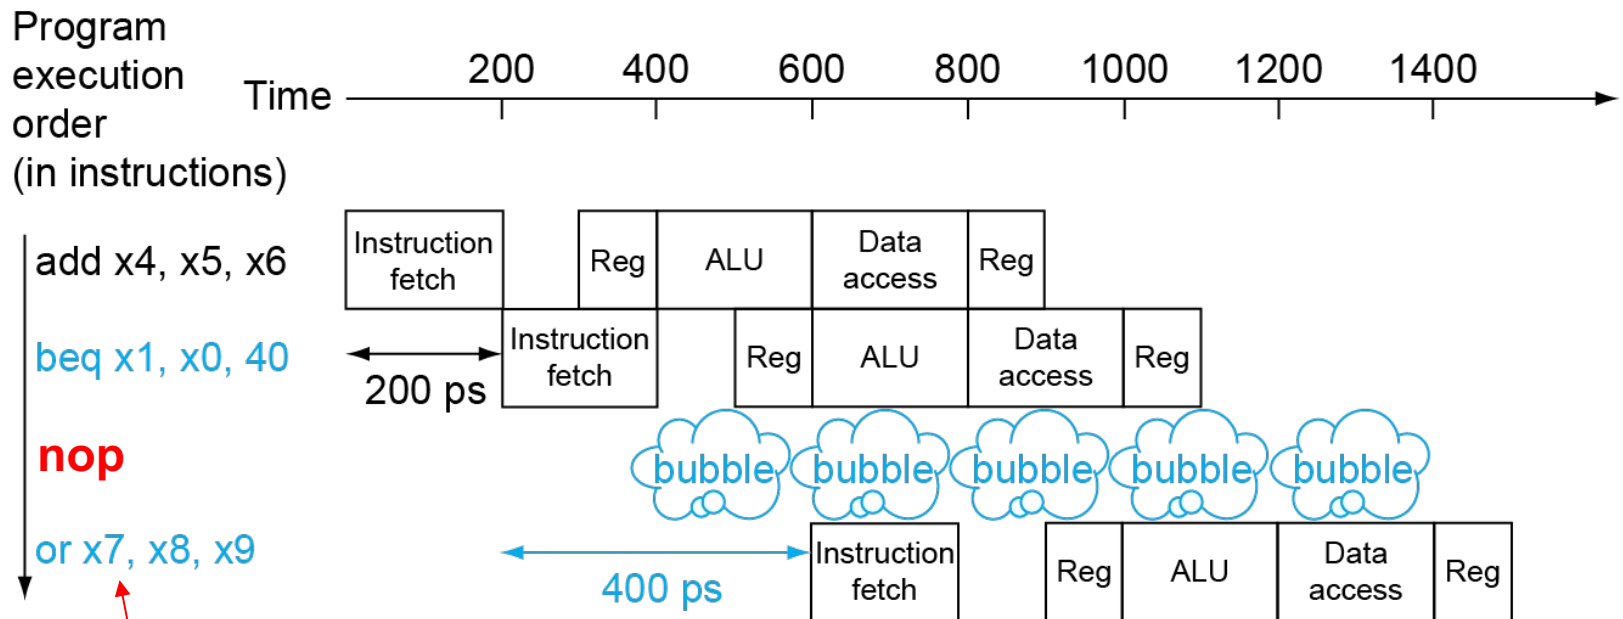 Program
execution
order
(in instructions)
Time
200 400 600 800 1000 1200 1400
add x4, x5, x6
Instruction
fetch
Reg
ALU
Data
access
Reg
beq x1, x0, 40
200 ps
Instruction
fetch
Reg
ALU
Data
access
Reg
nop
bubble bubble bubble bubble bubble
or x7, x8, x9
400 ps
Instruction
fetch
Reg
ALU
Data
access
Reg